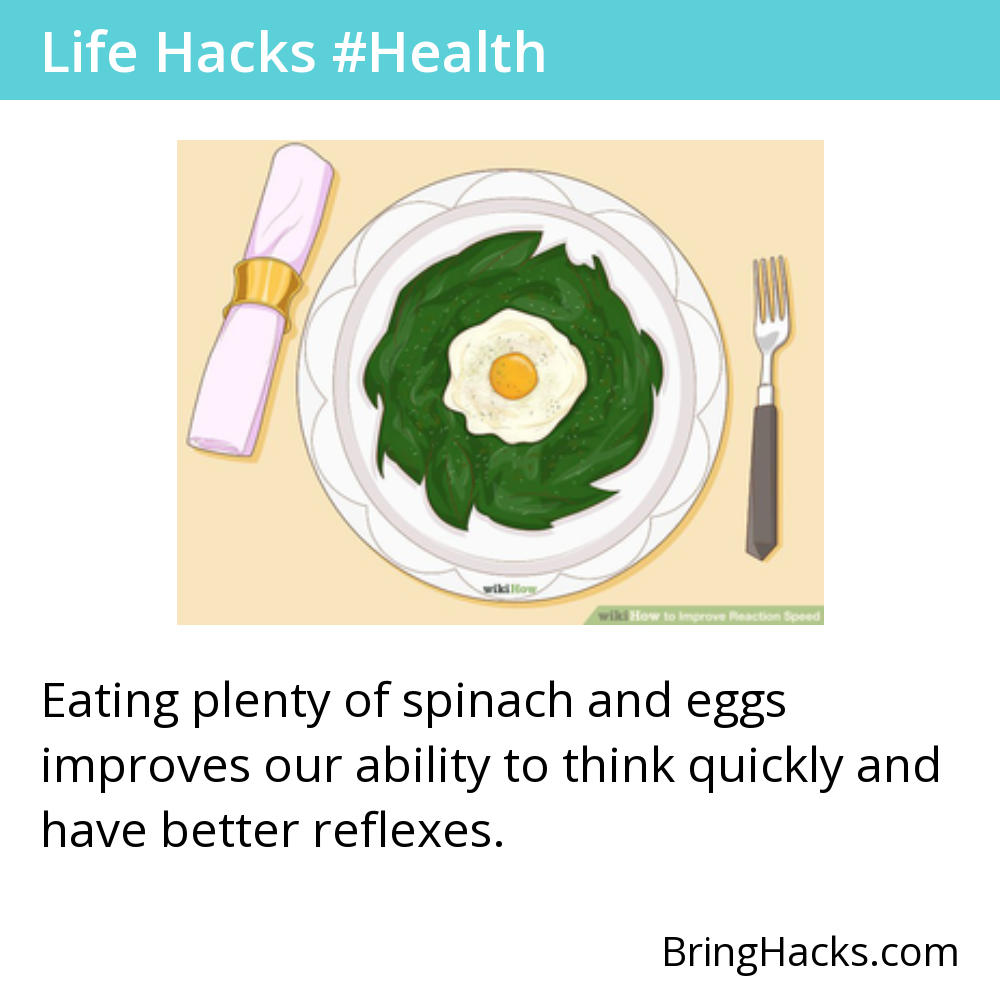 Life Hacks #Health
wikiHow
wikiHow to Improve Reaction Speed
Eating plenty of spinach and eggs
improves our ability to think quickly and
have better reflexes.
BringHacks.com